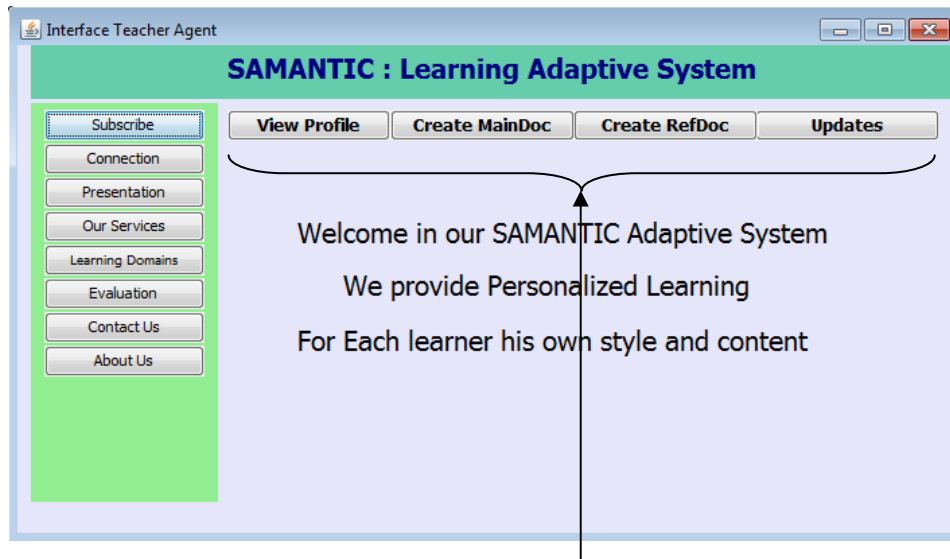 Interface Teacher Agent
SAMANTIC : Learning Adaptive System
Subscribe
Connection
Presentation
Our Services
Learning Domains
Evaluation
Contact Us
About Us
View Profile Create MainDoc Create RefDoc Updates
Welcome in our SAMANTIC Adaptive System
We provide Personalized Learning
For Each learner his own style and content